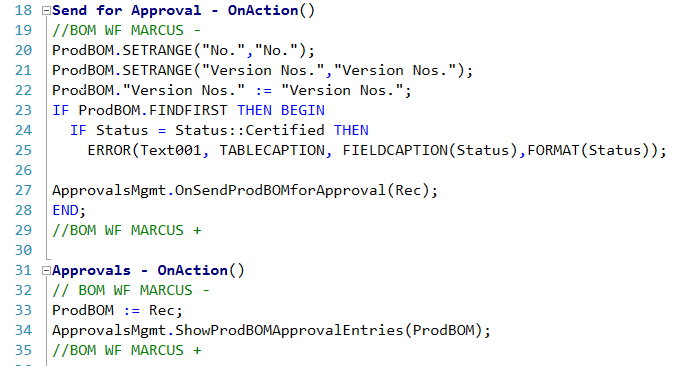 18 Send for Approval - OnAction()
19 //BOM WF MARCUS -
20 ProdBOM.SETRANGE("No.","No.");
21 ProdBOM.SETRANGE("Version Nos.","Version Nos.");
22 ProdBOM."Version Nos." := "Version Nos.";
23 IF ProdBOM.FINDFIRST THEN BEGIN
24   IF Status = Status::Certified THEN
25     ERROR(Text001, TABLECAPTION, FIELDCAPTION(Status),FORMAT(Status));
26
27 ApprovalsMgmt.OnSendProdBOMforApproval(Rec);
28 END;
29 //BOM WF MARCUS +
30
31 Approvals - OnAction()
32 // BOM WF MARCUS -
33 ProdBOM := Rec;
34 ApprovalsMgmt.ShowProdBOMApprovalEntries(ProdBOM);
35 //BOM WF MARCUS +